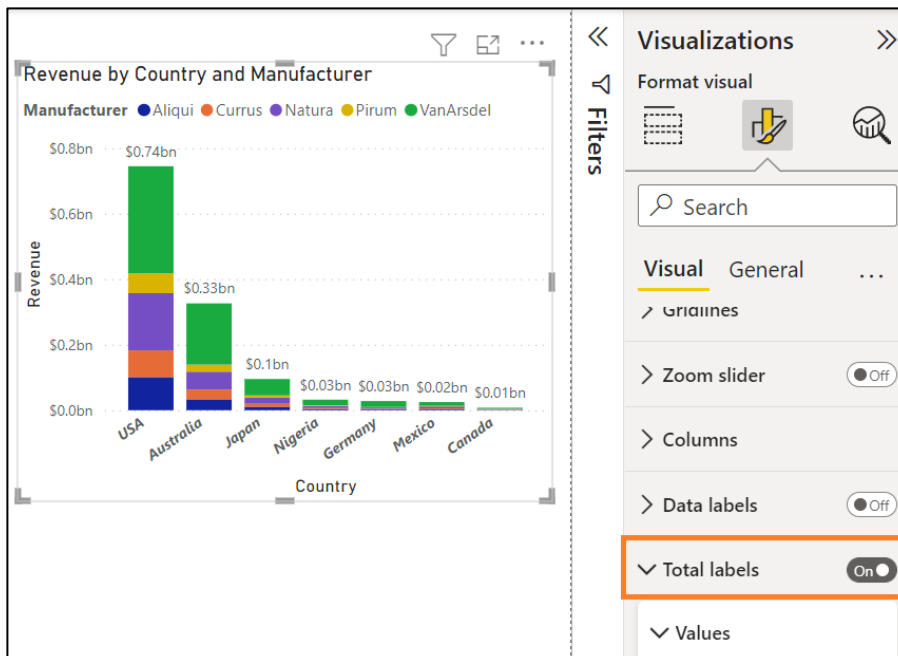 Revenue by Country and Manufacturer
Manufacturer Aliqui Currus Natura Pirum VanArsdel
$0.8bn
$0.6bn
$0.4bn
$0.2bn
$0.0bn
Revenue
$0.74bn
$0.33bn
$0.1bn
$0.03bn
$0.03bn
$0.02bn
$0.01bn
USA
Australia
Japan
Nigeria
Germany
Mexico
Canada
Country
Filters
Visualizations
Format visual
Search
Visual General ...
Gridlines
Zoom slider Off
Columns
Data labels Off
Total labels On
Values